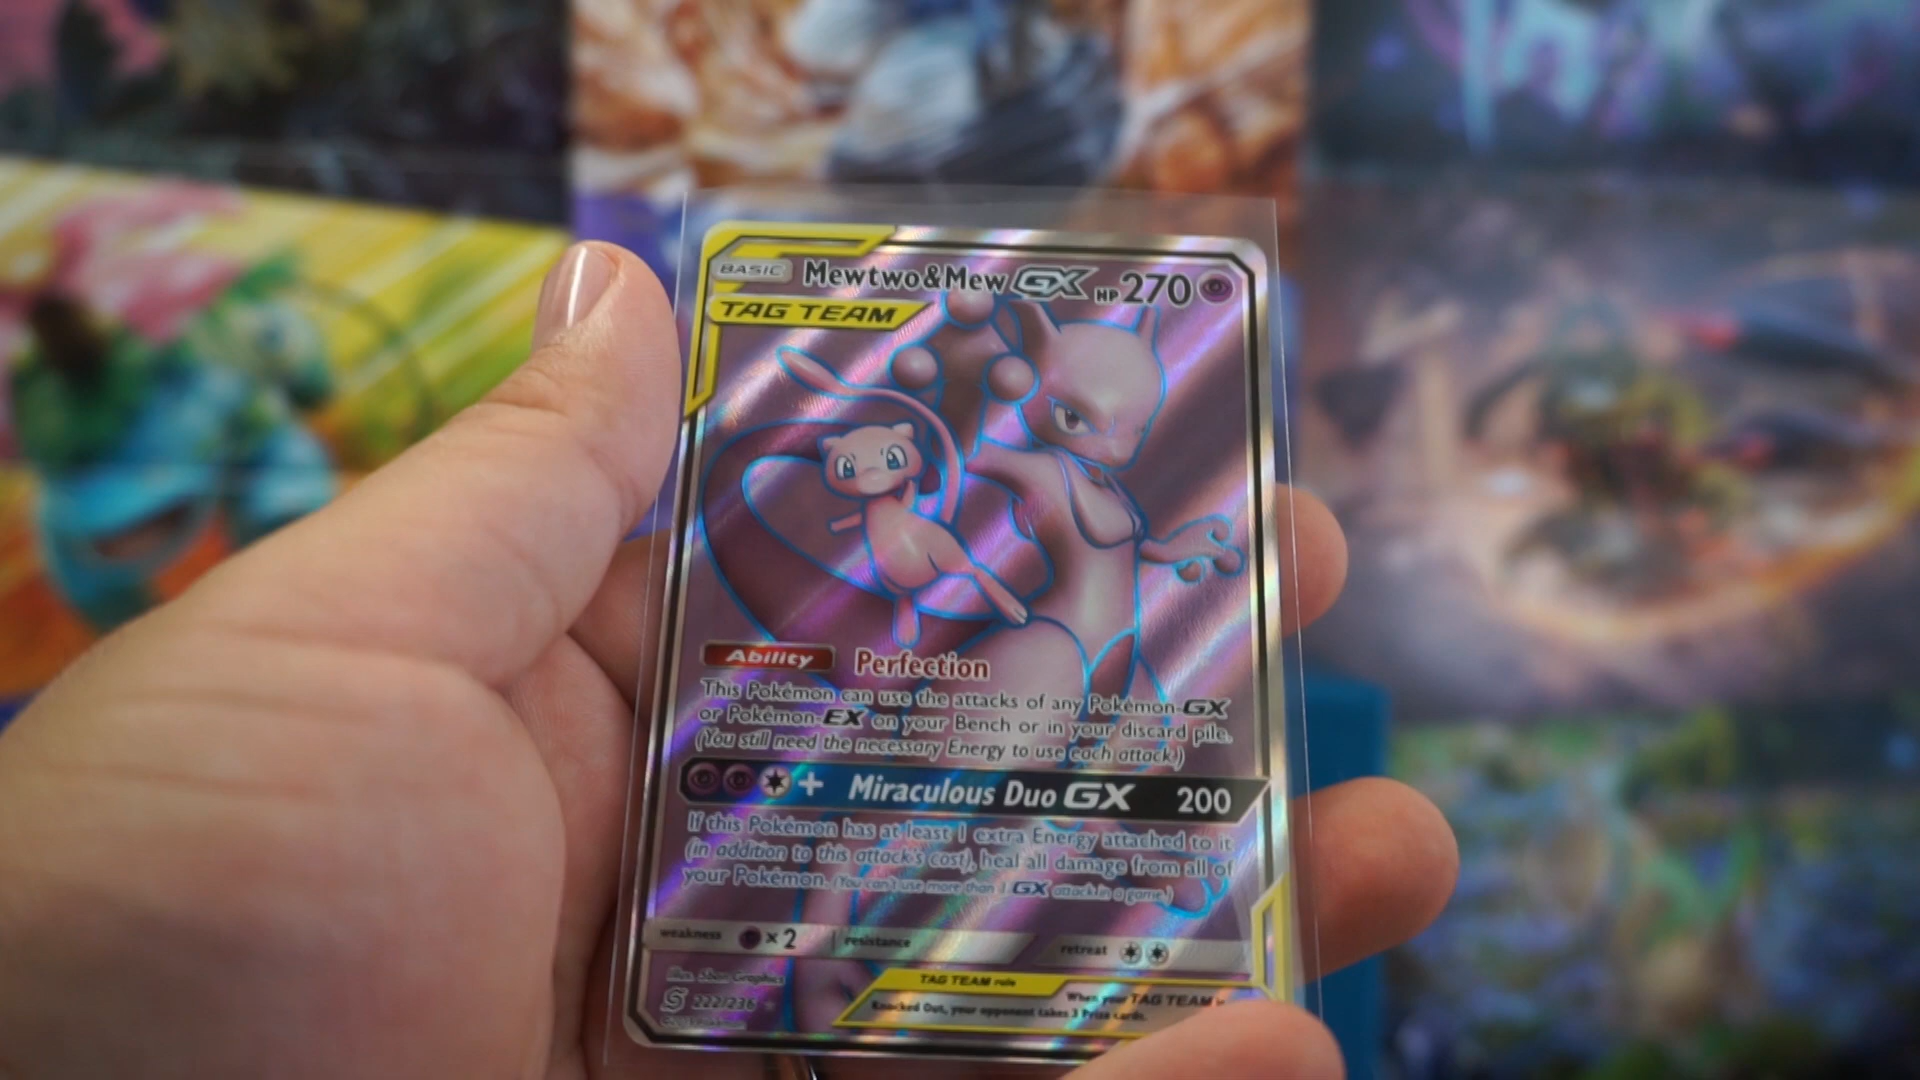 BASIC Mewtwo&Mew GX HP 270
TAG TEAM
Ability Perfection
This Pokémon can use the attacks of any Pokémon-GX
or Pokémon-EX on your Bench or in your discard pile.
(You still need the necessary Energy to use each attack.)
+ Miraculous Duo GX 200
If this Pokémon has at least 1 extra Energy attached to it
(in addition to this attack's cost), heal all damage from all of
your Pokémon. (You can't use more than 1 GX attack in a game.)
weakness ×2 resistance retreat
Illus. 5ban Graphics
222/236
TAG TEAM rule
When your TAG TEAM is
Knocked Out, your opponent takes 3 Prize cards.